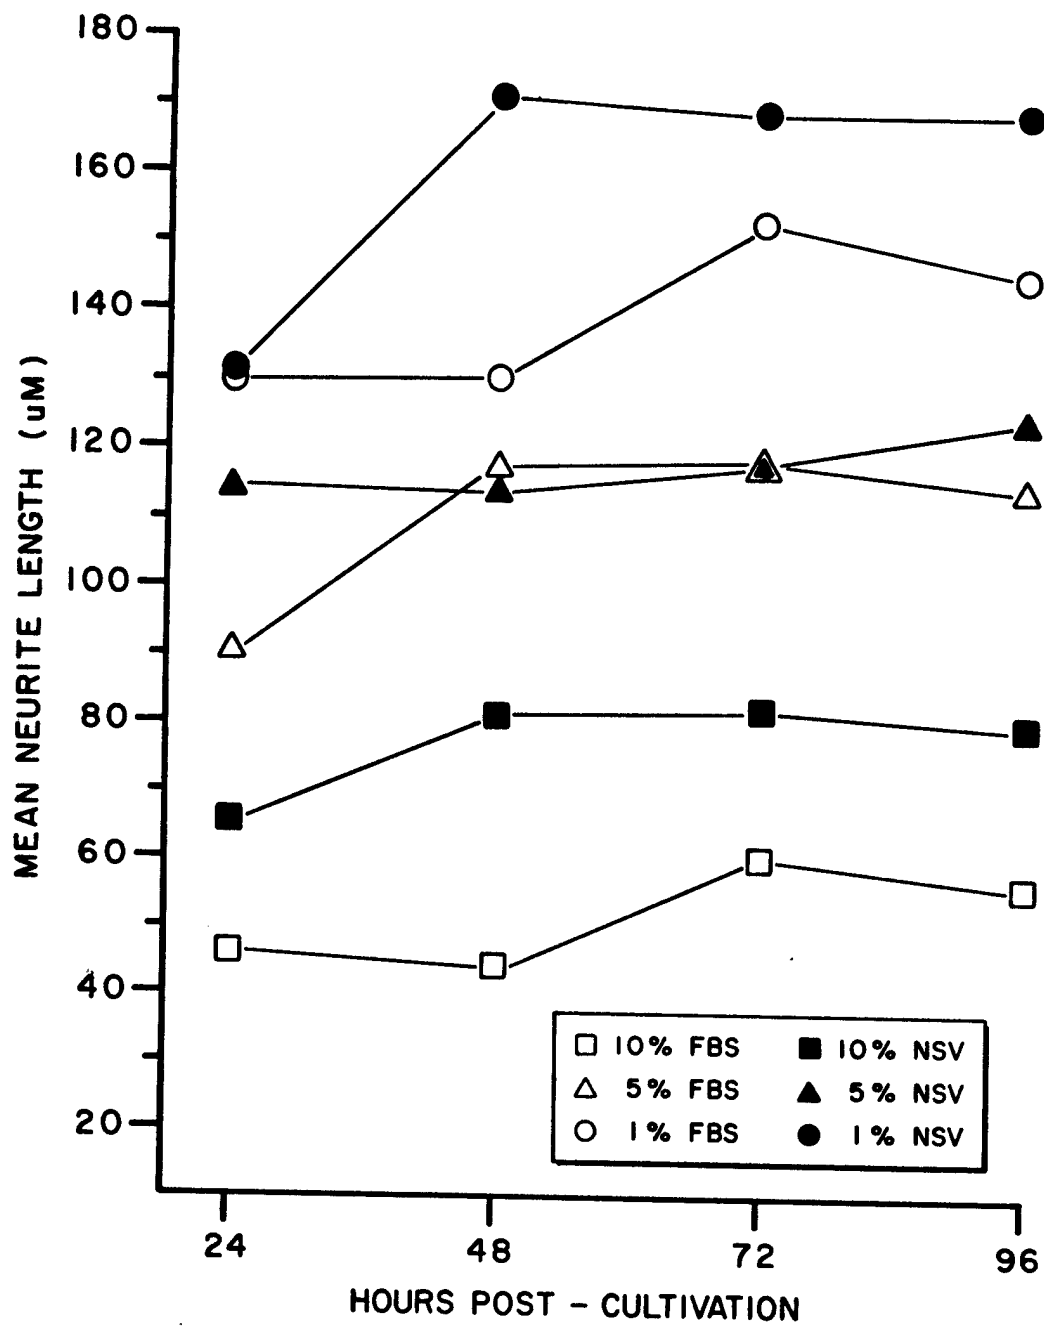 180
160
140
120
100
80
60
40
20
MEAN NEURITE LENGTH (uM)
10% FBS 10% NSV
5% FBS 5% NSV
1% FBS 1% NSV
24 48 72 96
HOURS POST - CULTIVATION